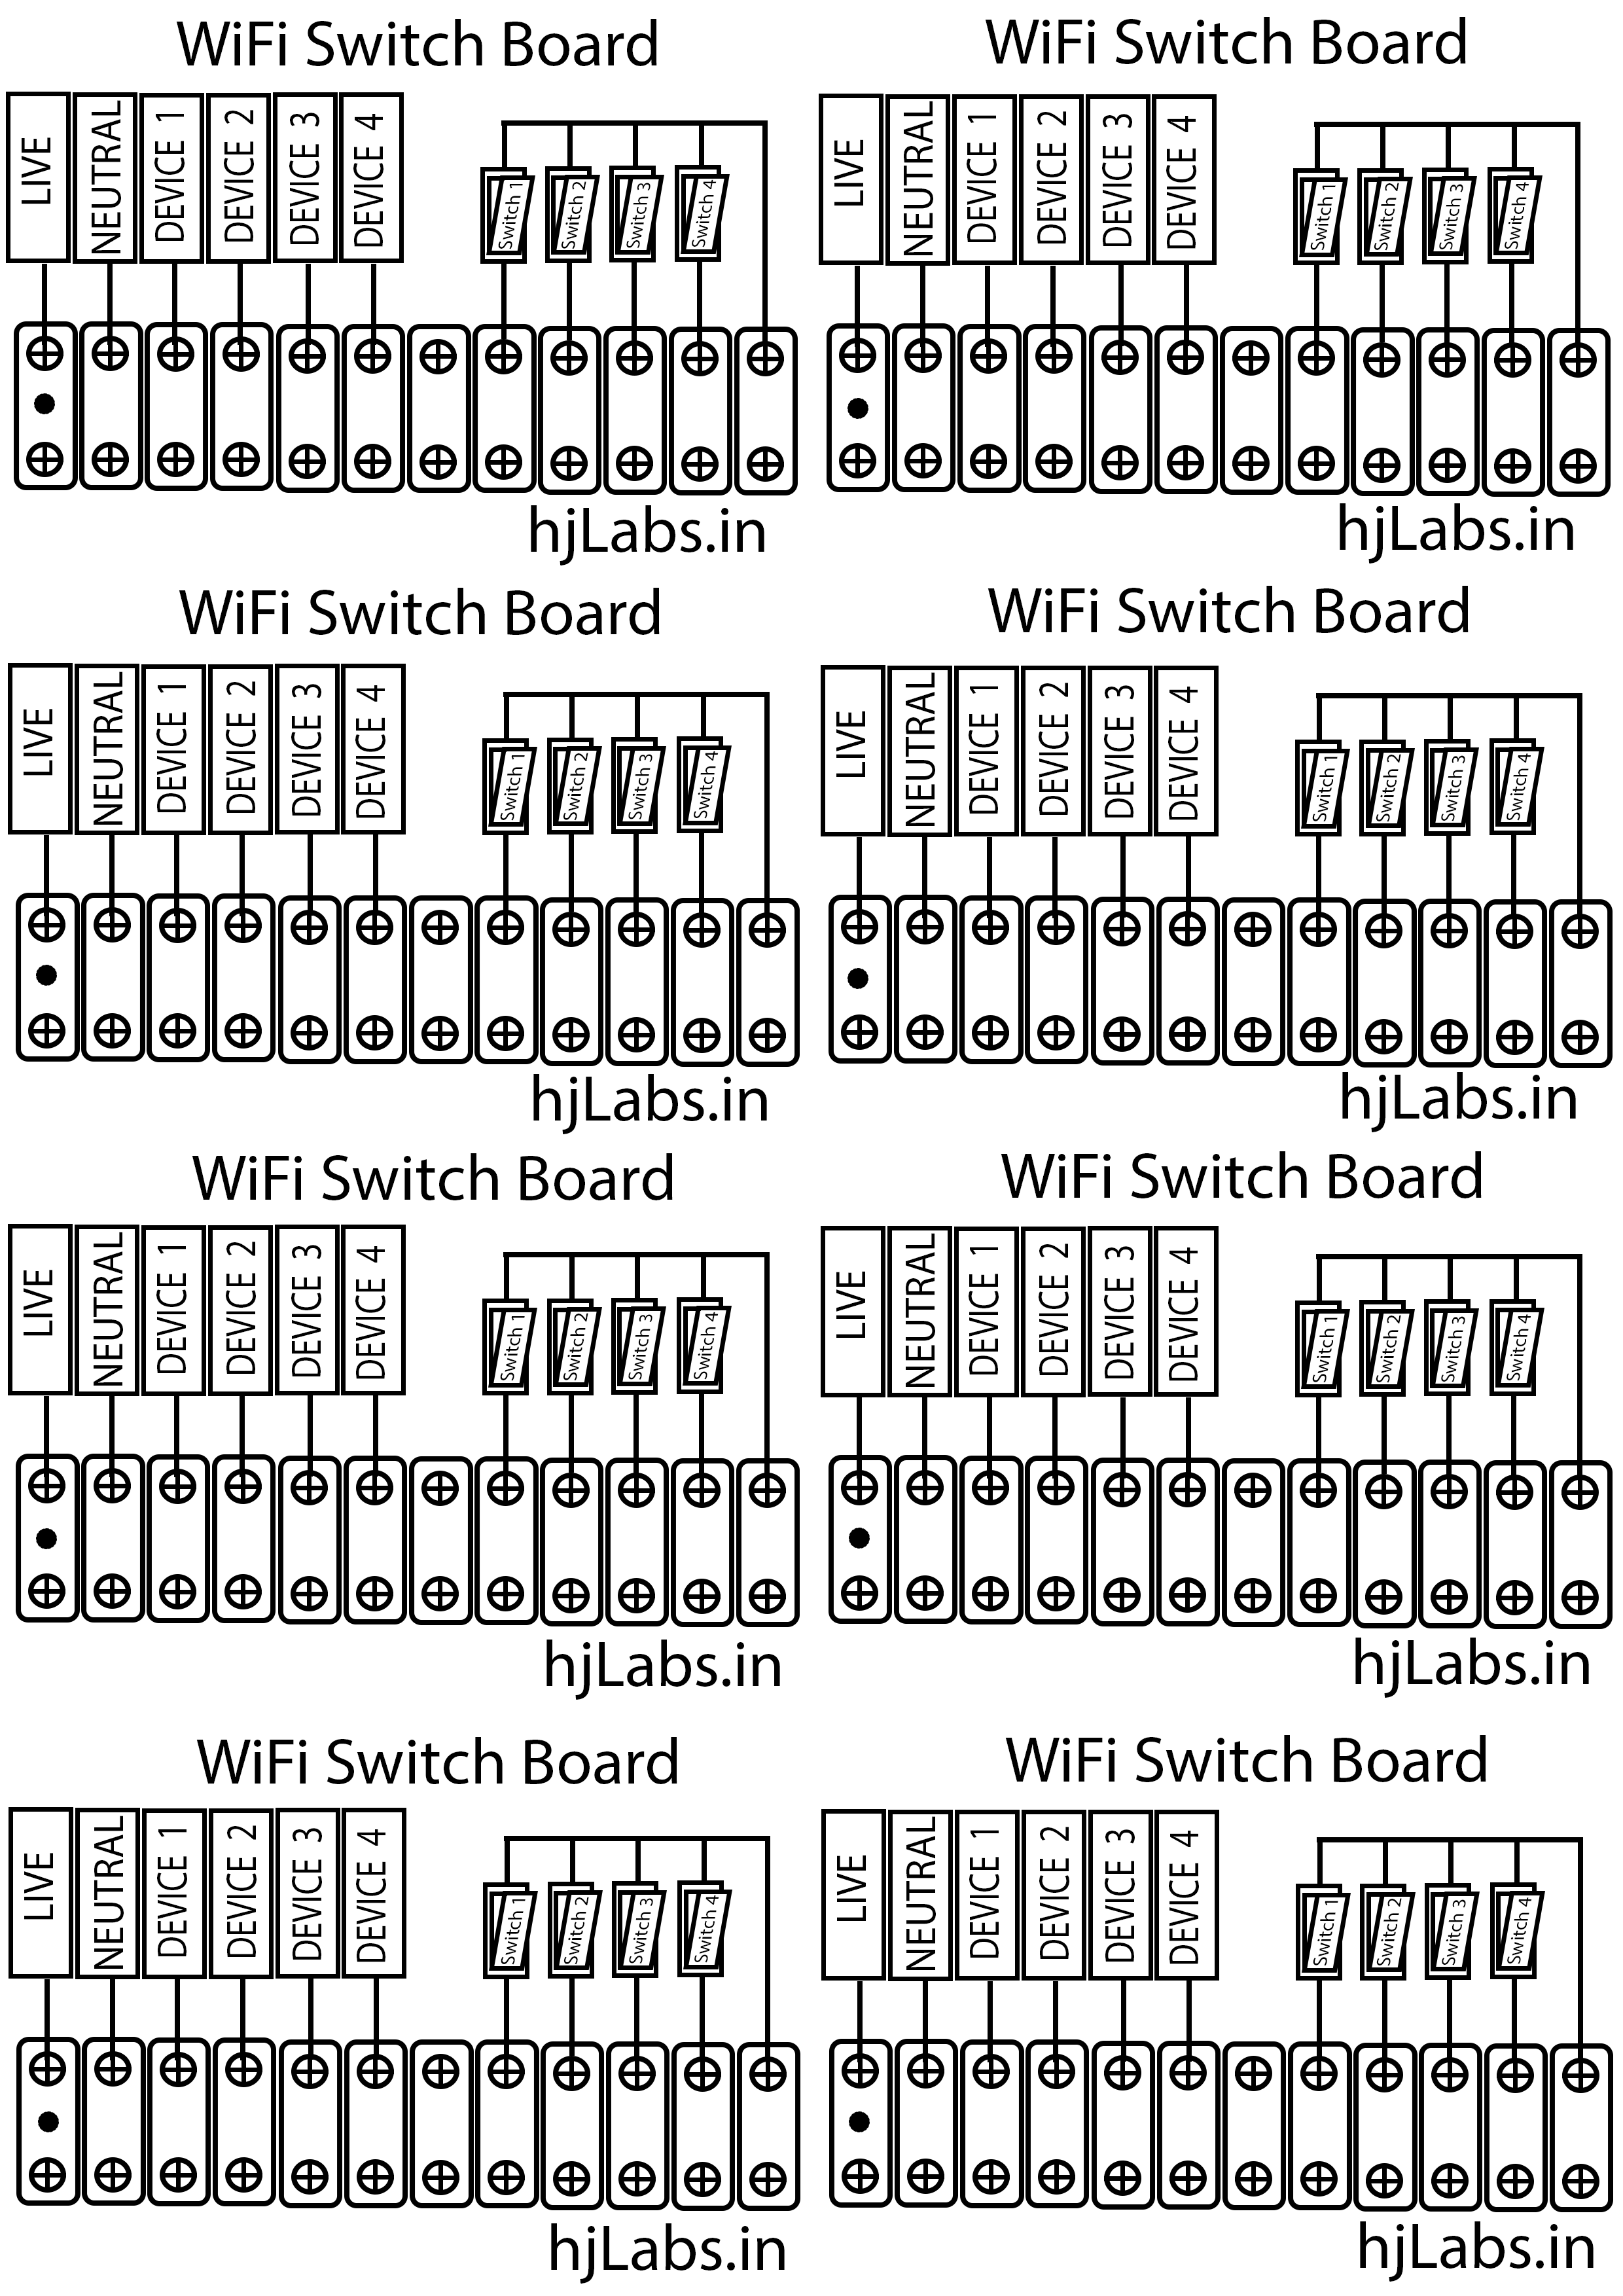 WiFi Switch Board
LIVE
NEUTRAL
DEVICE 1
DEVICE 2
DEVICE 3
DEVICE 4
Switch 1
Switch 2
Switch 3
Switch 4
hjLabs.in
WiFi Switch Board
LIVE
NEUTRAL
DEVICE 1
DEVICE 2
DEVICE 3
DEVICE 4
Switch 1
Switch 2
Switch 3
Switch 4
hjLabs.in
WiFi Switch Board
LIVE
NEUTRAL
DEVICE 1
DEVICE 2
DEVICE 3
DEVICE 4
Switch 1
Switch 2
Switch 3
Switch 4
hjLabs.in
WiFi Switch Board
LIVE
NEUTRAL
DEVICE 1
DEVICE 2
DEVICE 3
DEVICE 4
Switch 1
Switch 2
Switch 3
Switch 4
hjLabs.in
WiFi Switch Board
LIVE
NEUTRAL
DEVICE 1
DEVICE 2
DEVICE 3
DEVICE 4
Switch 1
Switch 2
Switch 3
Switch 4
hjLabs.in
WiFi Switch Board
LIVE
NEUTRAL
DEVICE 1
DEVICE 2
DEVICE 3
DEVICE 4
Switch 1
Switch 2
Switch 3
Switch 4
hjLabs.in
WiFi Switch Board
LIVE
NEUTRAL
DEVICE 1
DEVICE 2
DEVICE 3
DEVICE 4
Switch 1
Switch 2
Switch 3
Switch 4
hjLabs.in
WiFi Switch Board
LIVE
NEUTRAL
DEVICE 1
DEVICE 2
DEVICE 3
DEVICE 4
Switch 1
Switch 2
Switch 3
Switch 4
hjLabs.in